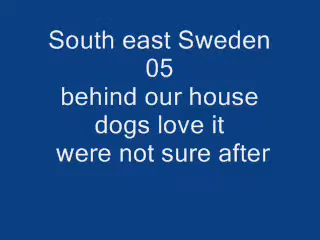 South east Sweden
05
behind our house
dogs love it
were not sure after